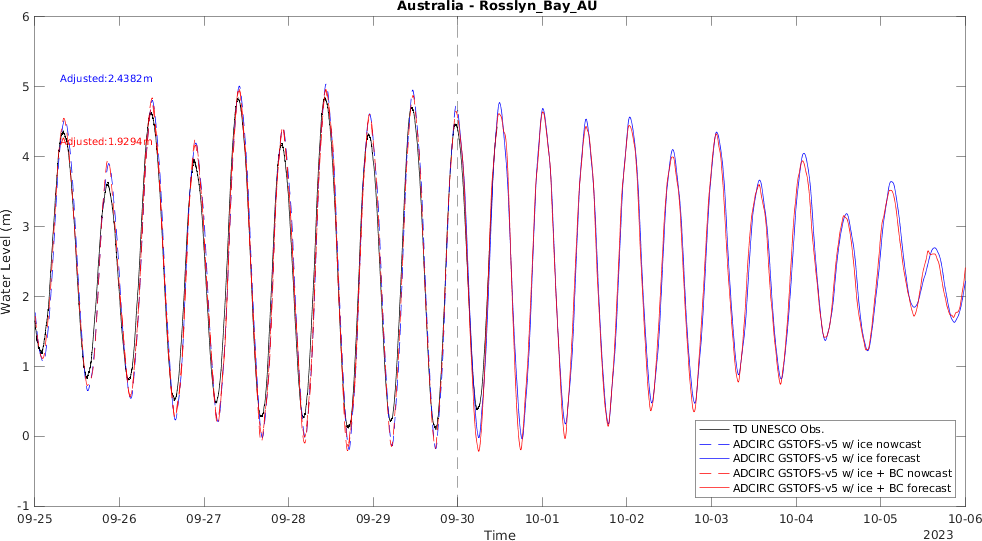 Australia - Rosslyn_Bay_AU
6
5
4
3
2
1
0
-1
Water Level (m)
Adjusted:2.4382m
Adjusted:1.9294m
TD UNESCO Obs.
ADCIRC GSTOFS-v5 w/ ice nowcast
ADCIRC GSTOFS-v5 w/ ice forecast
ADCIRC GSTOFS-v5 w/ ice + BC nowcast
ADCIRC GSTOFS-v5 w/ ice + BC forecast
09-25 09-26 09-27 09-28 09-29 09-30 10-01 10-02 10-03 10-04 10-05 10-06
Time
2023